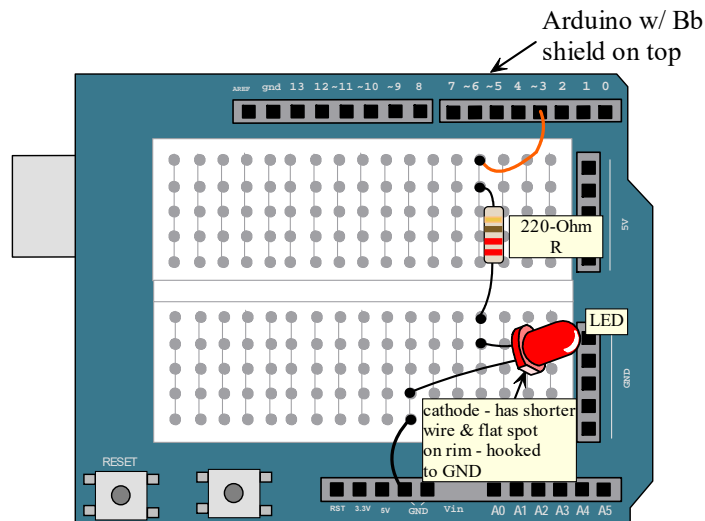 Arduino w/ Bb
shield on top
AREF gnd 13 12 ~11 ~10 ~9 8 7 ~6 ~5 4 ~3 2 1 0
5V
220-Ohm
R
LED
GND
cathode - has shorter
wire & flat spot
on rim - hooked
to GND
RESET
RST 3.3V 5V GND Vin A0 A1 A2 A3 A4 A5